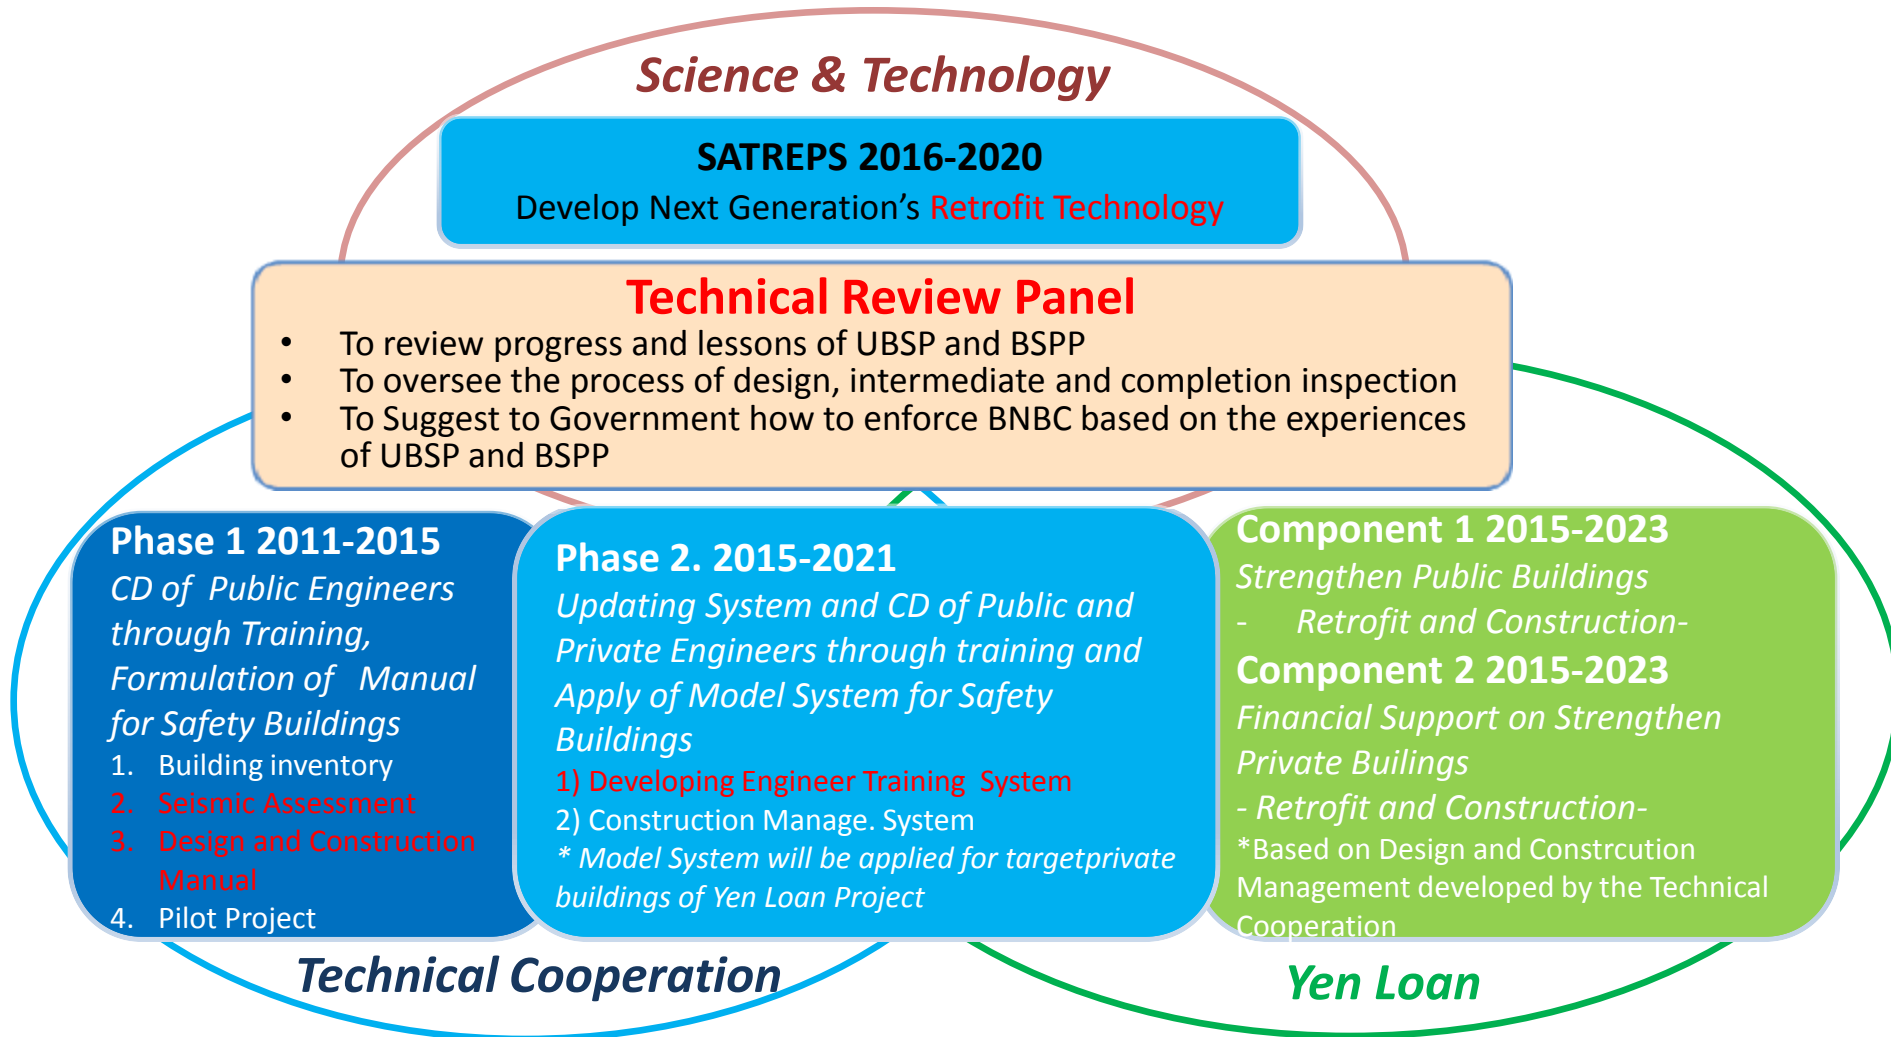 Science & Technology
SATREPS 2016-2020
Develop Next Generation’s Retrofit Technology
Technical Review Panel
• To review progress and lessons of UBSP and BSPP
• To oversee the process of design, intermediate and completion inspection
• To Suggest to Government how to enforce BNBC based on the experiences
of UBSP and BSPP
Phase 1 2011-2015
CD of Public Engineers
through Training,
Formulation of Manual
for Safety Buildings
1. Building inventory
2. Seismic Assessment
3. Design and Construction
Manual
4. Pilot Project
Phase 2. 2015-2021
Updating System and CD of Public and
Private Engineers through training and
Apply of Model System for Safety
Buildings
1) Developing Engineer Training System
2) Construction Manage. System
* Model System will be applied for targetprivate
buildings of Yen Loan Project
Component 1 2015-2023
Strengthen Public Buildings
- Retrofit and Construction-
Component 2 2015-2023
Financial Support on Strengthen
Private Builings
- Retrofit and Construction-
*Based on Design and Constrcution
Management developed by the Technical
Cooperation
Technical Cooperation
Yen Loan